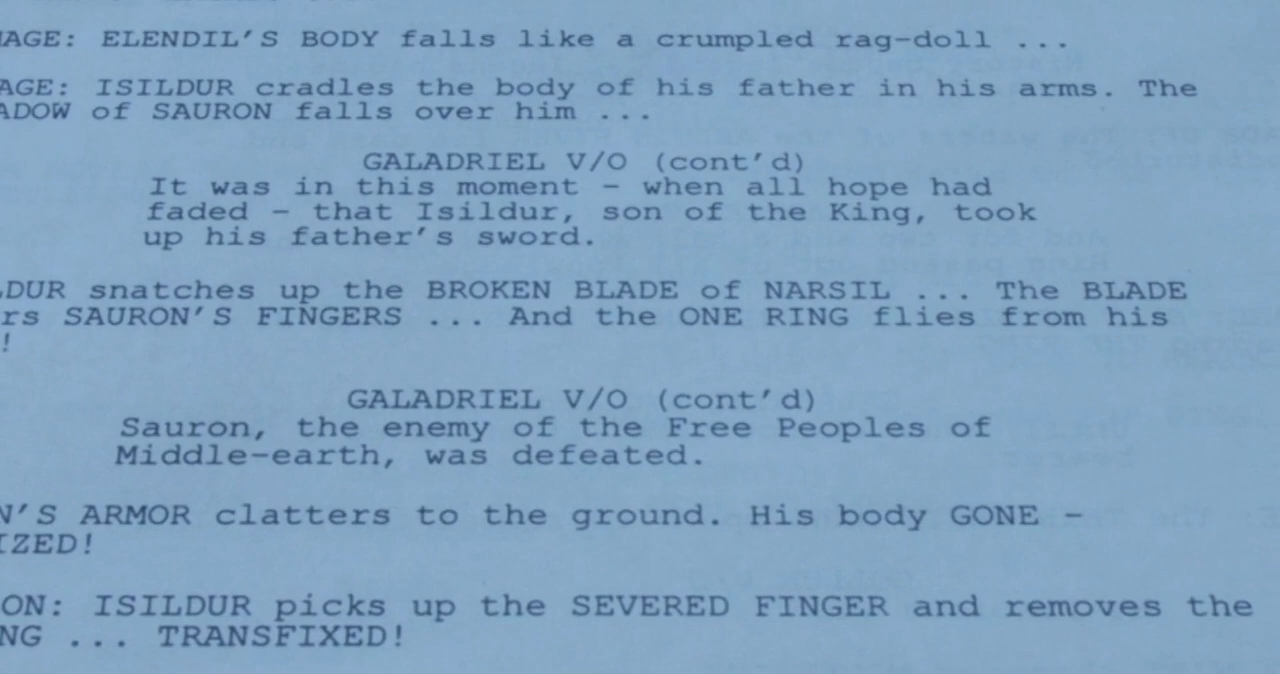 MAGE: ELENDIL'S BODY falls like a crumpled rag-doll ...
AGE: ISILDUR cradles the body of his father in his arms. The
ADOW of SAURON falls over him ...
GALADRIEL V/O (cont'd)
It was in this moment - when all hope had
faded - that Isildur, son of the King, took
up his father's sword.
LDUR snatches up the BROKEN BLADE of NARSIL ... The BLADE
rs SAURON'S FINGERS ... And the ONE RING flies from his
!
GALADRIEL V/O (cont'd)
Sauron, the enemy of the Free Peoples of
Middle-earth, was defeated.
N'S ARMOR clatters to the ground. His body GONE -
IZED!
ON: ISILDUR picks up the SEVERED FINGER and removes the
NG ... TRANSFIXED!